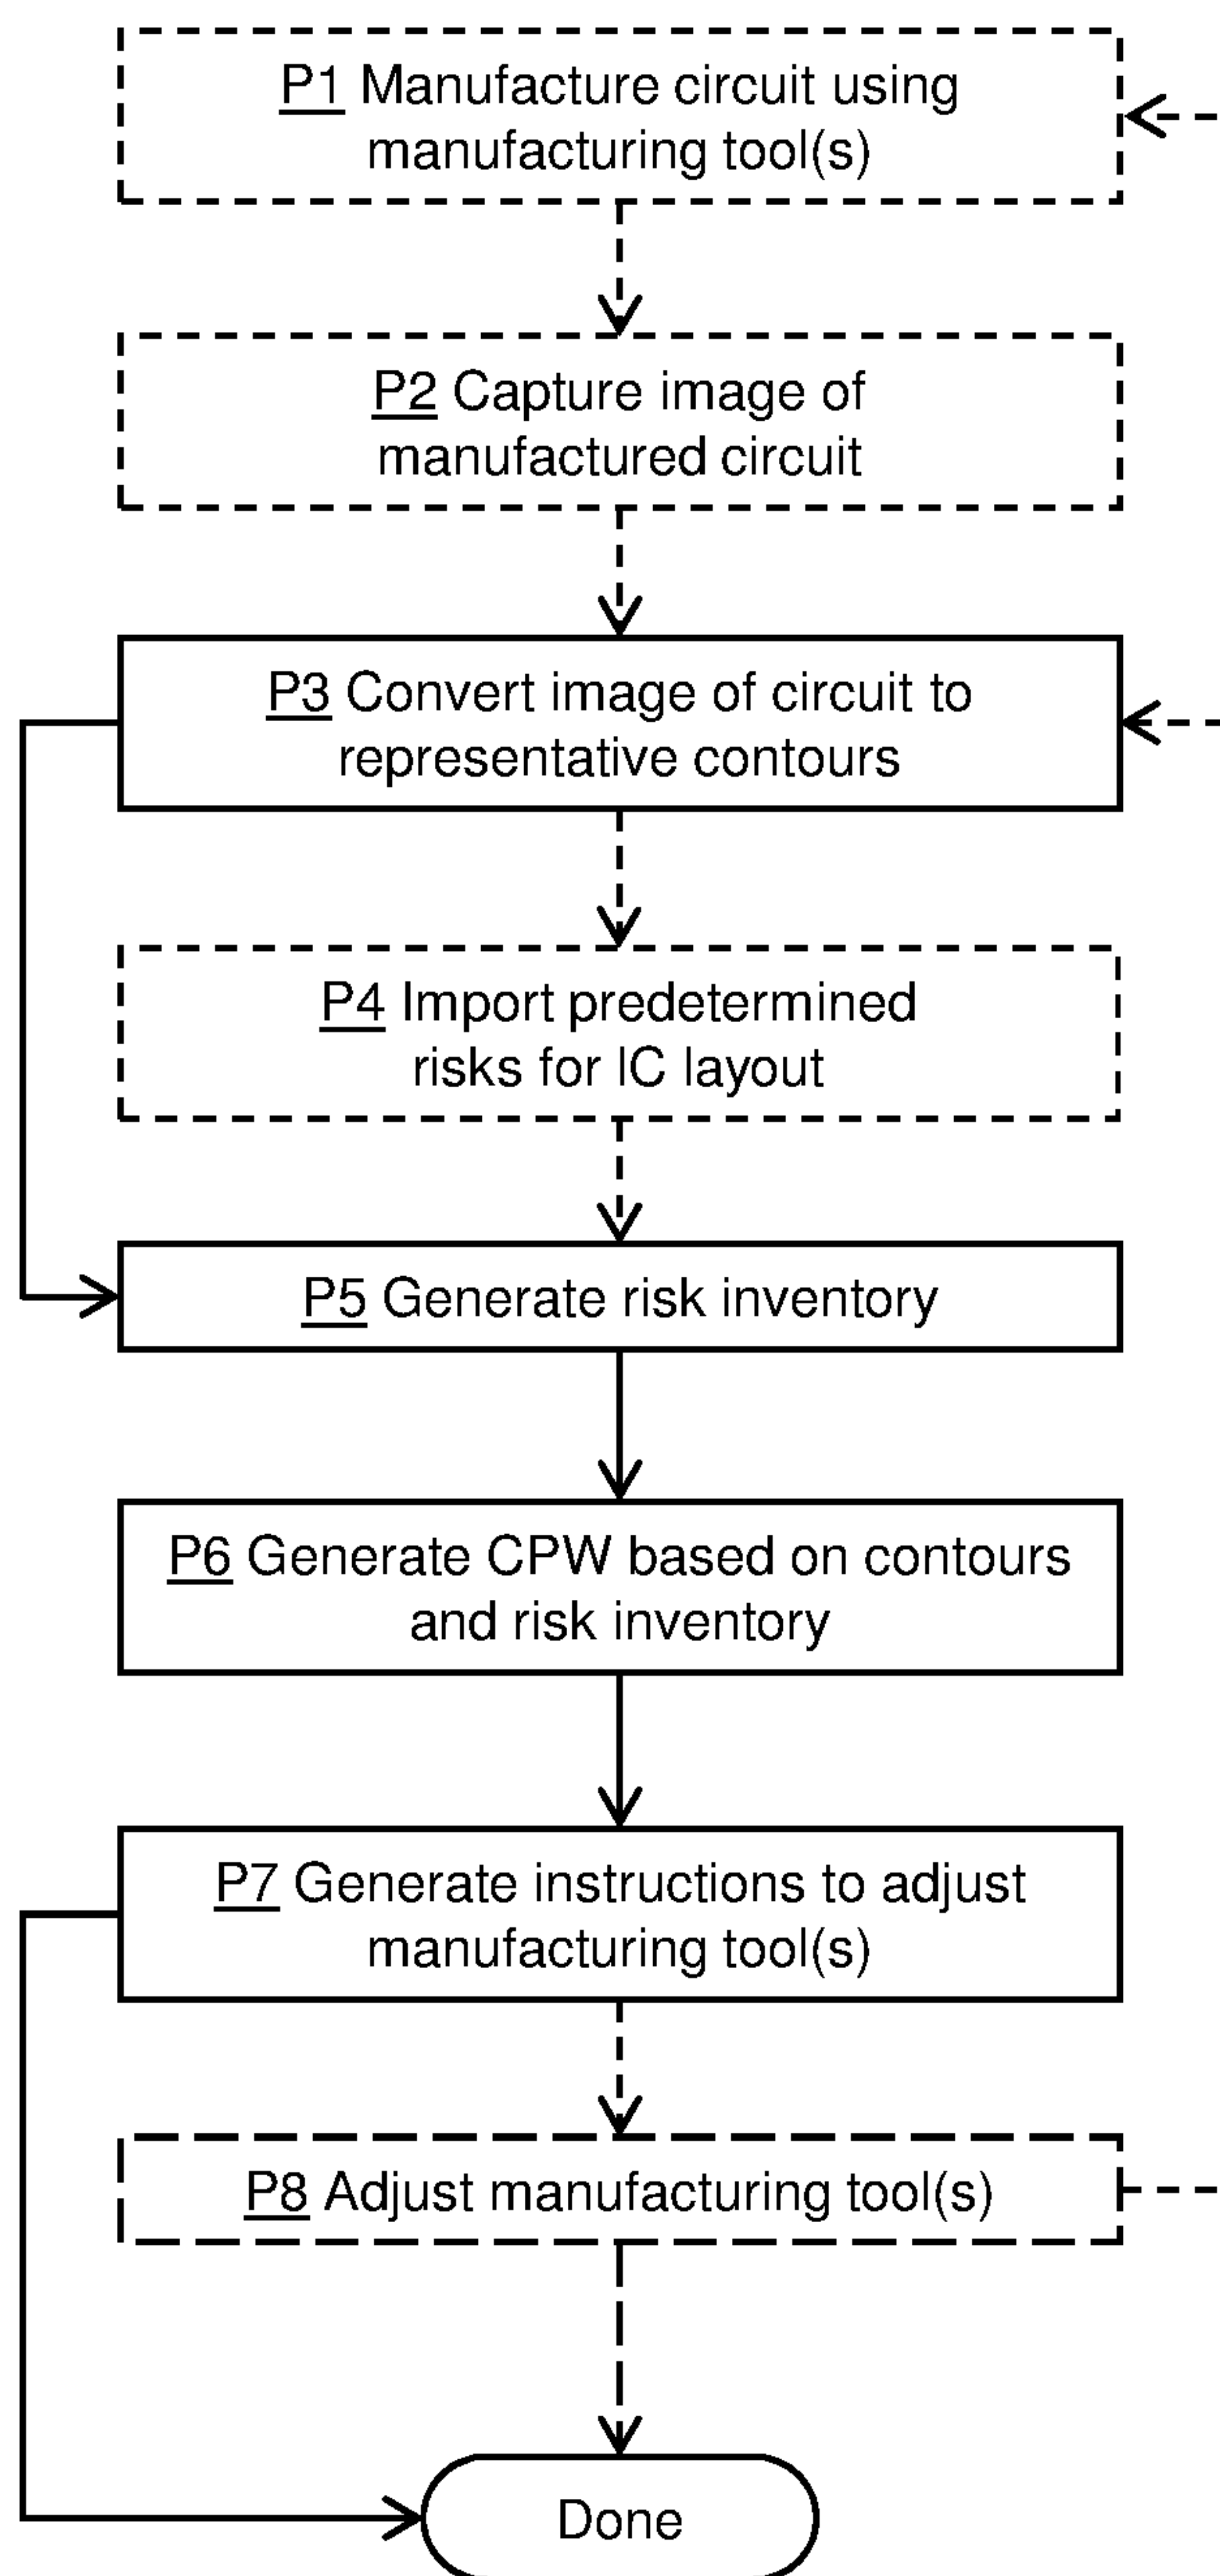 P1 Manufacture circuit using
manufacturing tool(s)
P2 Capture image of
manufactured circuit
P3 Convert image of circuit to
representative contours
P4 Import predetermined
risks for IC layout
P5 Generate risk inventory
P6 Generate CPW based on contours
and risk inventory
P7 Generate instructions to adjust
manufacturing tool(s)
P8 Adjust manufacturing tool(s)
Done